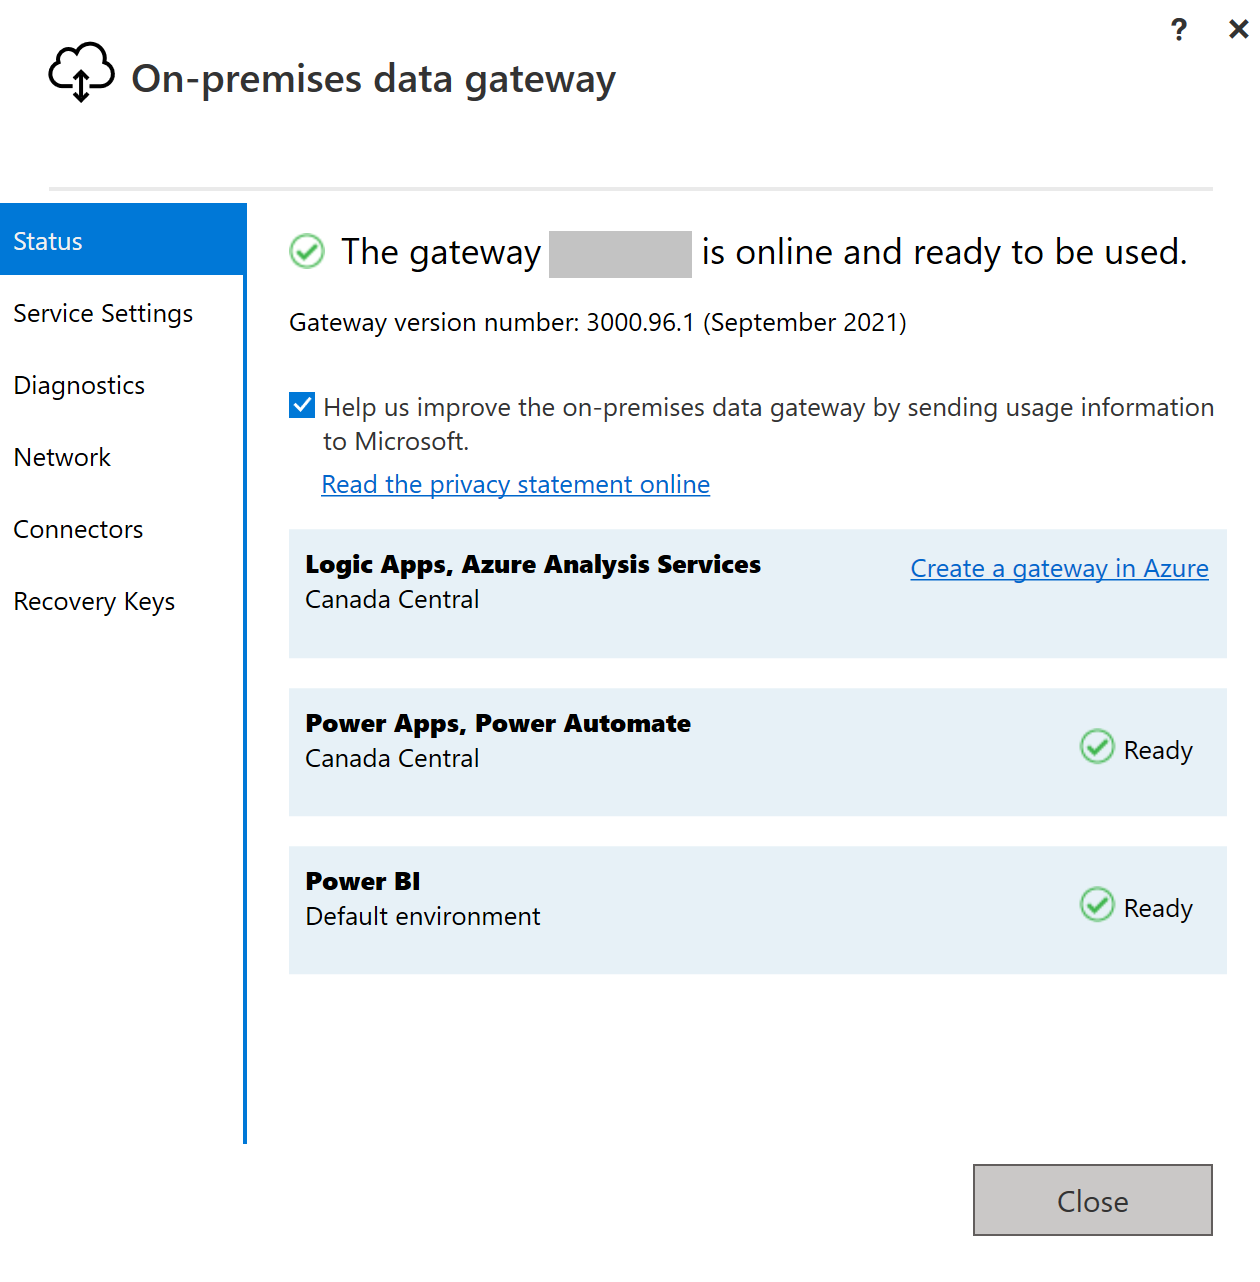 ?
On-premises data gateway
Status
Service Settings
Diagnostics
Network
Connectors
Recovery Keys
The gateway is online and ready to be used.
Gateway version number: 3000.96.1 (September 2021)
Help us improve the on-premises data gateway by sending usage information
to Microsoft.
Read the privacy statement online
Logic Apps, Azure Analysis Services
Create a gateway in Azure
Canada Central
Power Apps, Power Automate
Canada Central
Ready
Power BI
Default environment
Ready
Close